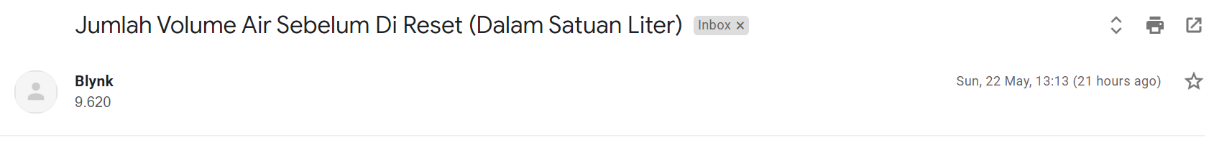 Jumlah Volume Air Sebelum Di Reset (Dalam Satuan Liter) Inbox ×
Blynk Sun, 22 May, 13:13 (21 hours ago)
9.620